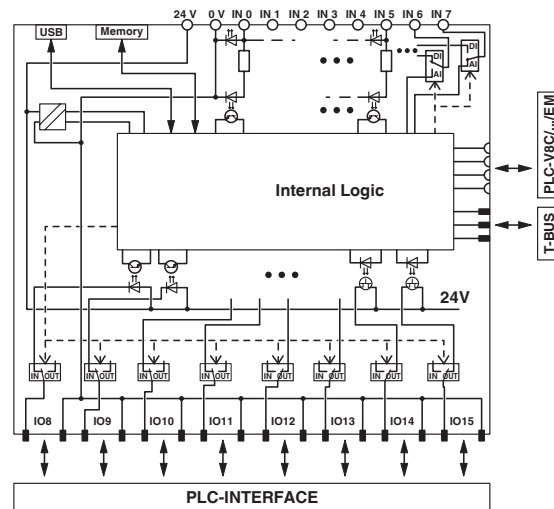 24 V 0 V IN 0 IN 1 IN 2 IN 3 IN 4 IN 5 IN 6 IN 7
USB Memory
DI DI
AI AI
PLC-V8C/.../EM
Internal Logic
T-BUS
24V
IN OUT IN OUT IN OUT IN OUT IN OUT IN OUT IN OUT IN OUT
IO8 IO9 IO10 IO11 IO12 IO13 IO14 IO15
PLC-INTERFACE